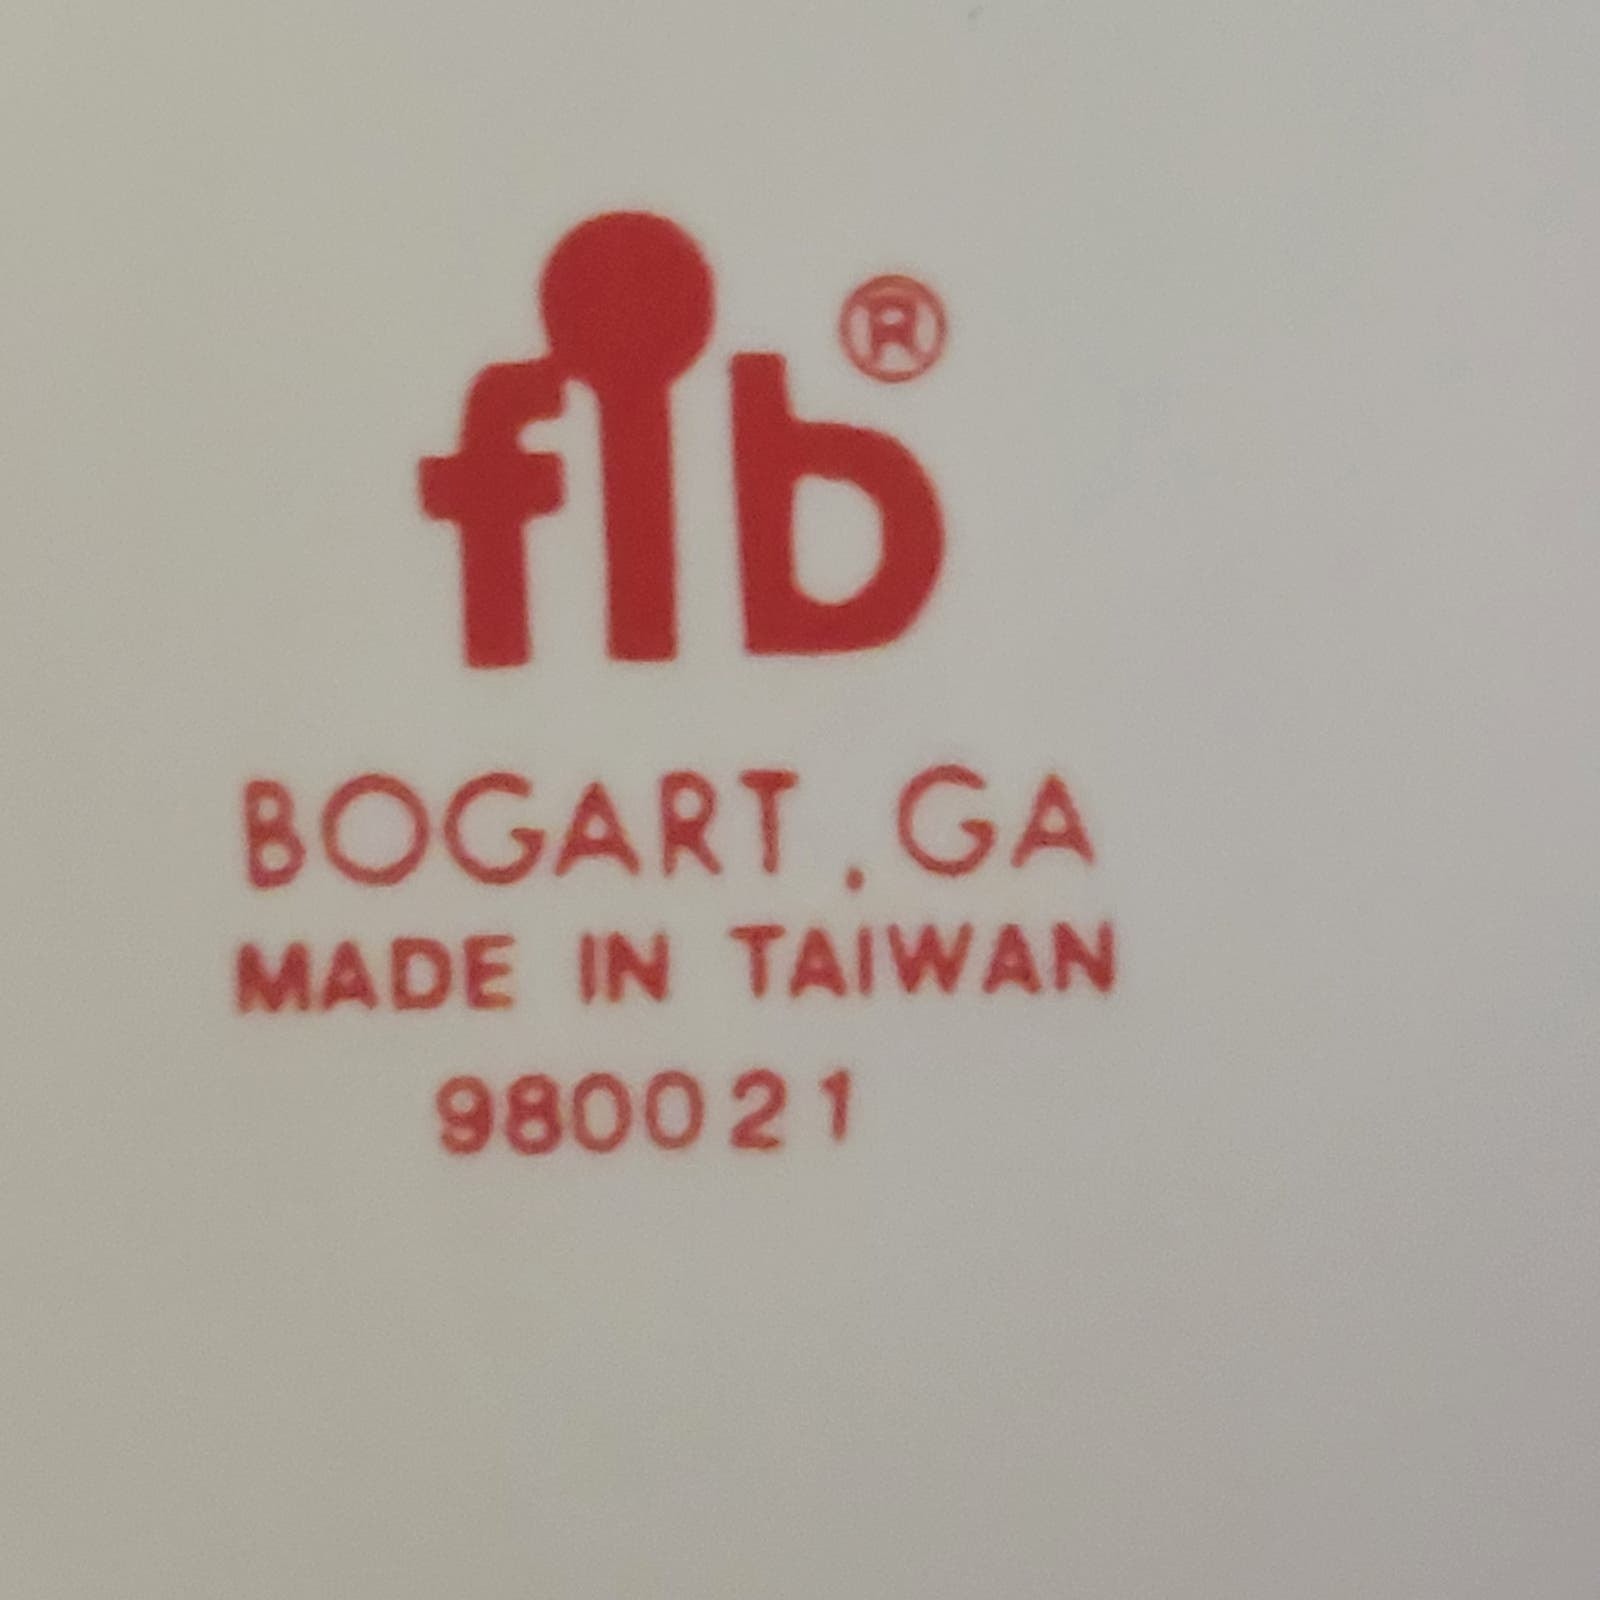 fib®
BOGART, GA
MADE IN TAIWAN
980021